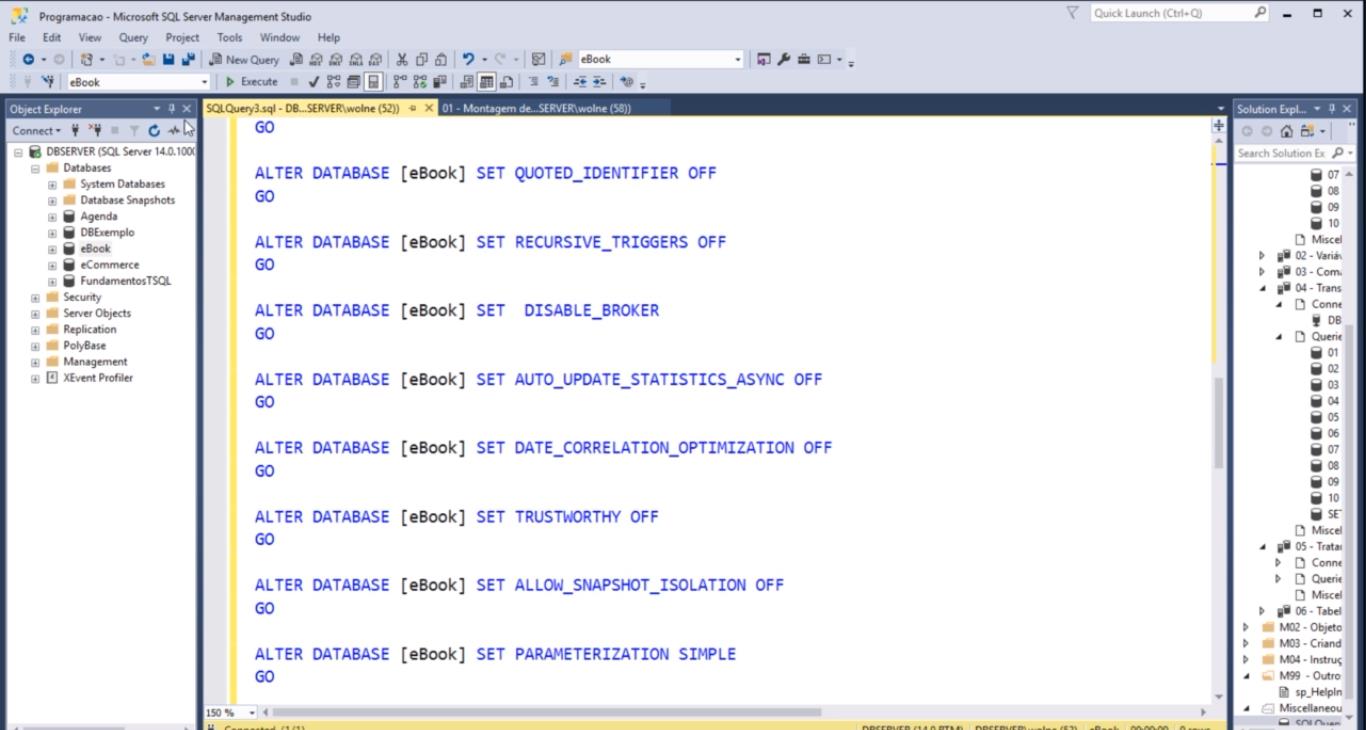 Programacao - Microsoft SQL Server Management Studio
Quick Launch (Ctrl+Q)
File Edit View Query Project Tools Window Help
New Query
eBook
eBook
Execute
Object Explorer
SQLQuery3.sql - DB...SERVER\wolne (52))
01 - Montagem de...SERVER\wolne (58))
Solution Expl...
Connect
Search Solution Ex
DBSERVER (SQL Server 14.0.1000
Databases
System Databases
Database Snapshots
Agenda
DBExemplo
eBook
eCommerce
FundamentosTSQL
Security
Server Objects
Replication
PolyBase
Management
XEvent Profiler
GO
ALTER DATABASE [eBook] SET QUOTED_IDENTIFIER OFF
GO
ALTER DATABASE [eBook] SET RECURSIVE_TRIGGERS OFF
GO
ALTER DATABASE [eBook] SET  DISABLE_BROKER
GO
ALTER DATABASE [eBook] SET AUTO_UPDATE_STATISTICS_ASYNC OFF
GO
ALTER DATABASE [eBook] SET DATE_CORRELATION_OPTIMIZATION OFF
GO
ALTER DATABASE [eBook] SET TRUSTWORTHY OFF
GO
ALTER DATABASE [eBook] SET ALLOW_SNAPSHOT_ISOLATION OFF
GO
ALTER DATABASE [eBook] SET PARAMETERIZATION SIMPLE
GO
150 %
07
08
09
10
Miscel
02 - Variáv
03 - Coma
04 - Trans
Conne
DB
Querie
01
02
03
04
05
06
07
08
09
10
SE
Miscel
05 - Tratar
Conne
Querie
Miscel
06 - Tabel
M02 - Objeto
M03 - Criand
M04 - Instruç
M99 - Outro
sp_HelpIn
Miscellaneou
SQLQuer
Connected. (1/1)
DBSERVER (14.0 RTM) DBSERVER\wolne (52) eBook 00:00:00 0 rows